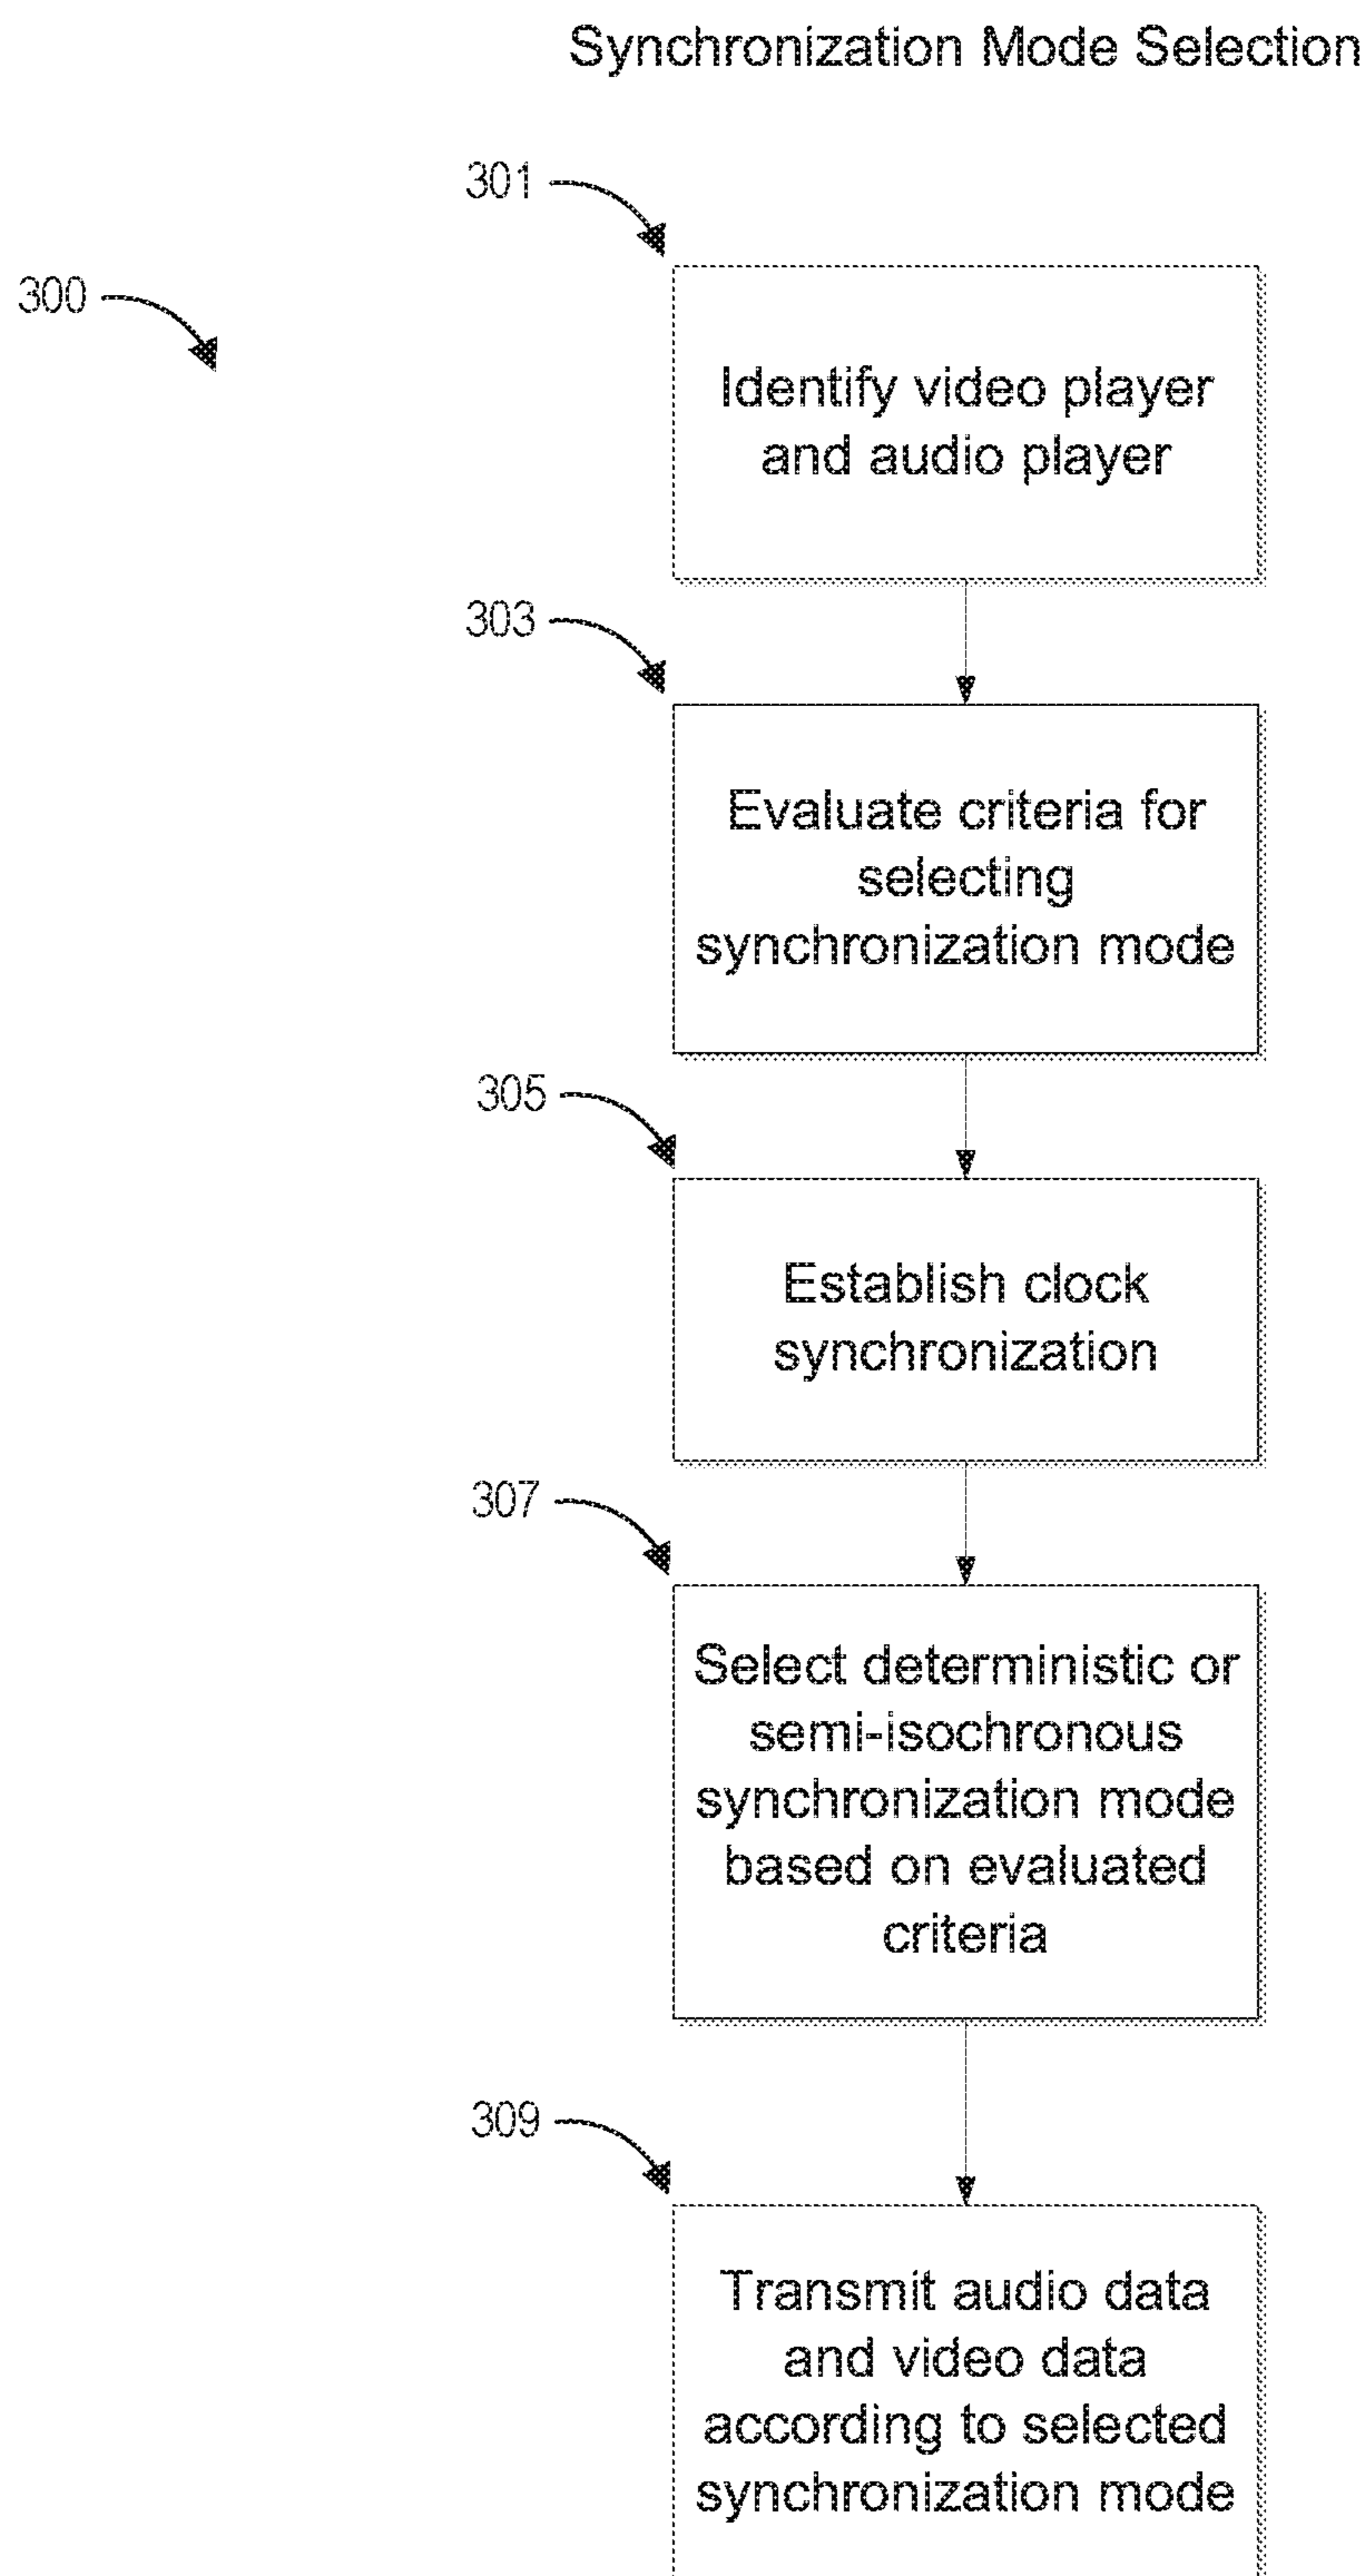 Synchronization Mode Selection
301
300
Identify video player
and audio player
303
Evaluate criteria for
selecting
synchronization mode
305
Establish clock
synchronization
307
Select deterministic or
semi-isochronous
synchronization mode
based on evaluated
criteria
309
Transmit audio data
and video data
according to selected
synchronization mode